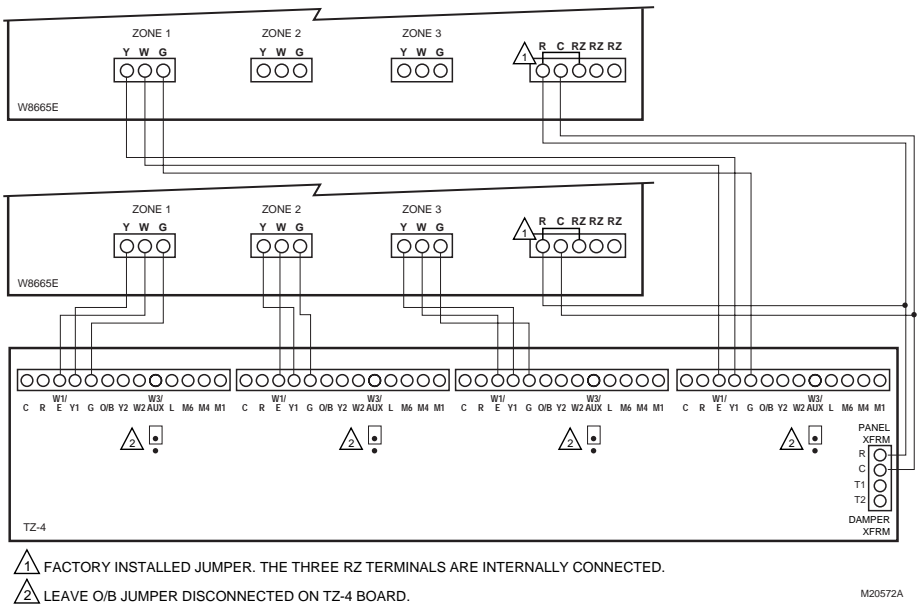 ZONE 1 ZONE 2 ZONE 3
Y W G Y W G Y W G 1 R C RZ RZ RZ
W8665E
ZONE 1 ZONE 2 ZONE 3
Y W G Y W G Y W G 1 R C RZ RZ RZ
W8665E
W1/ W3/ W1/ W3/ W1/ W3/ W1/ W3/
C R E Y1 G O/B Y2 W2 AUX L M6 M4 M1 C R E Y1 G O/B Y2 W2 AUX L M6 M4 M1 C R E Y1 G O/B Y2 W2 AUX L M6 M4 M1 C R E Y1 G O/B Y2 W2 AUX L M6 M4 M1
2 2 2 2
PANEL
XFRM
R
C
T1
T2
DAMPER
XFRM
TZ-4
1 FACTORY INSTALLED JUMPER. THE THREE RZ TERMINALS ARE INTERNALLY CONNECTED.
2 LEAVE O/B JUMPER DISCONNECTED ON TZ-4 BOARD.
M20572A